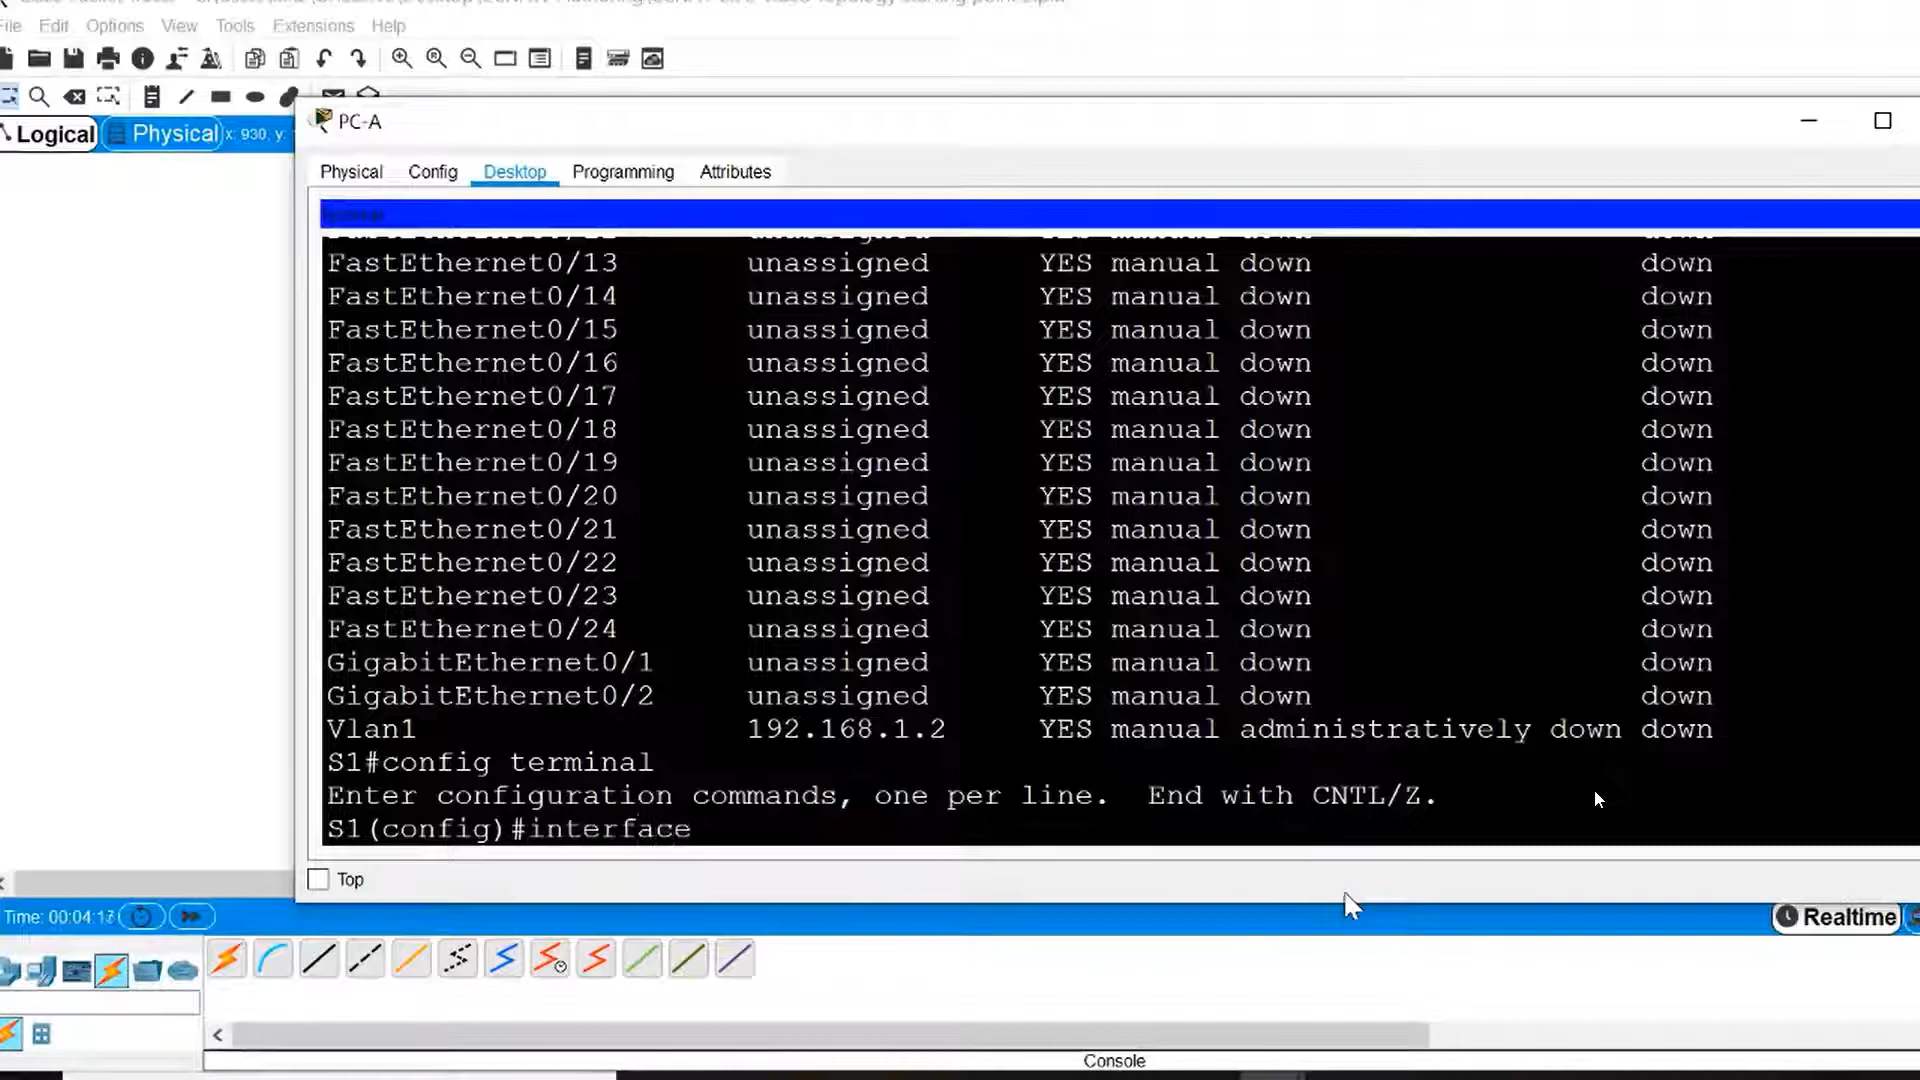 File Edit Options View Tools Extensions Help
Logical Physical x: 930, y:
PC-A
Physical Config Desktop Programming Attributes
Terminal
FastEthernet0/13 unassigned YES manual down down
FastEthernet0/14 unassigned YES manual down down
FastEthernet0/15 unassigned YES manual down down
FastEthernet0/16 unassigned YES manual down down
FastEthernet0/17 unassigned YES manual down down
FastEthernet0/18 unassigned YES manual down down
FastEthernet0/19 unassigned YES manual down down
FastEthernet0/20 unassigned YES manual down down
FastEthernet0/21 unassigned YES manual down down
FastEthernet0/22 unassigned YES manual down down
FastEthernet0/23 unassigned YES manual down down
FastEthernet0/24 unassigned YES manual down down
GigabitEthernet0/1 unassigned YES manual down down
GigabitEthernet0/2 unassigned YES manual down down
Vlan1 192.168.1.2 YES manual administratively down down
S1#config terminal
Enter configuration commands, one per line. End with CNTL/Z.
S1(config)#interface
Top
Time: 00:04:13
Realtime
Console